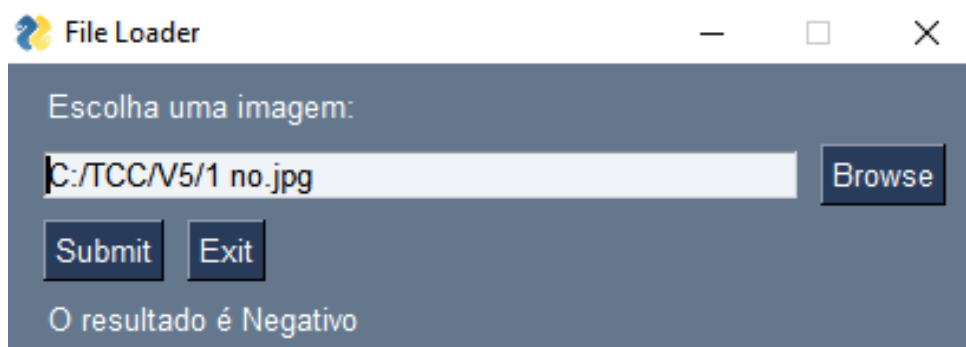 File Loader
Escolha uma imagem:
C:/TCC/V5/1 no.jpg
Browse
Submit Exit
O resultado é Negativo